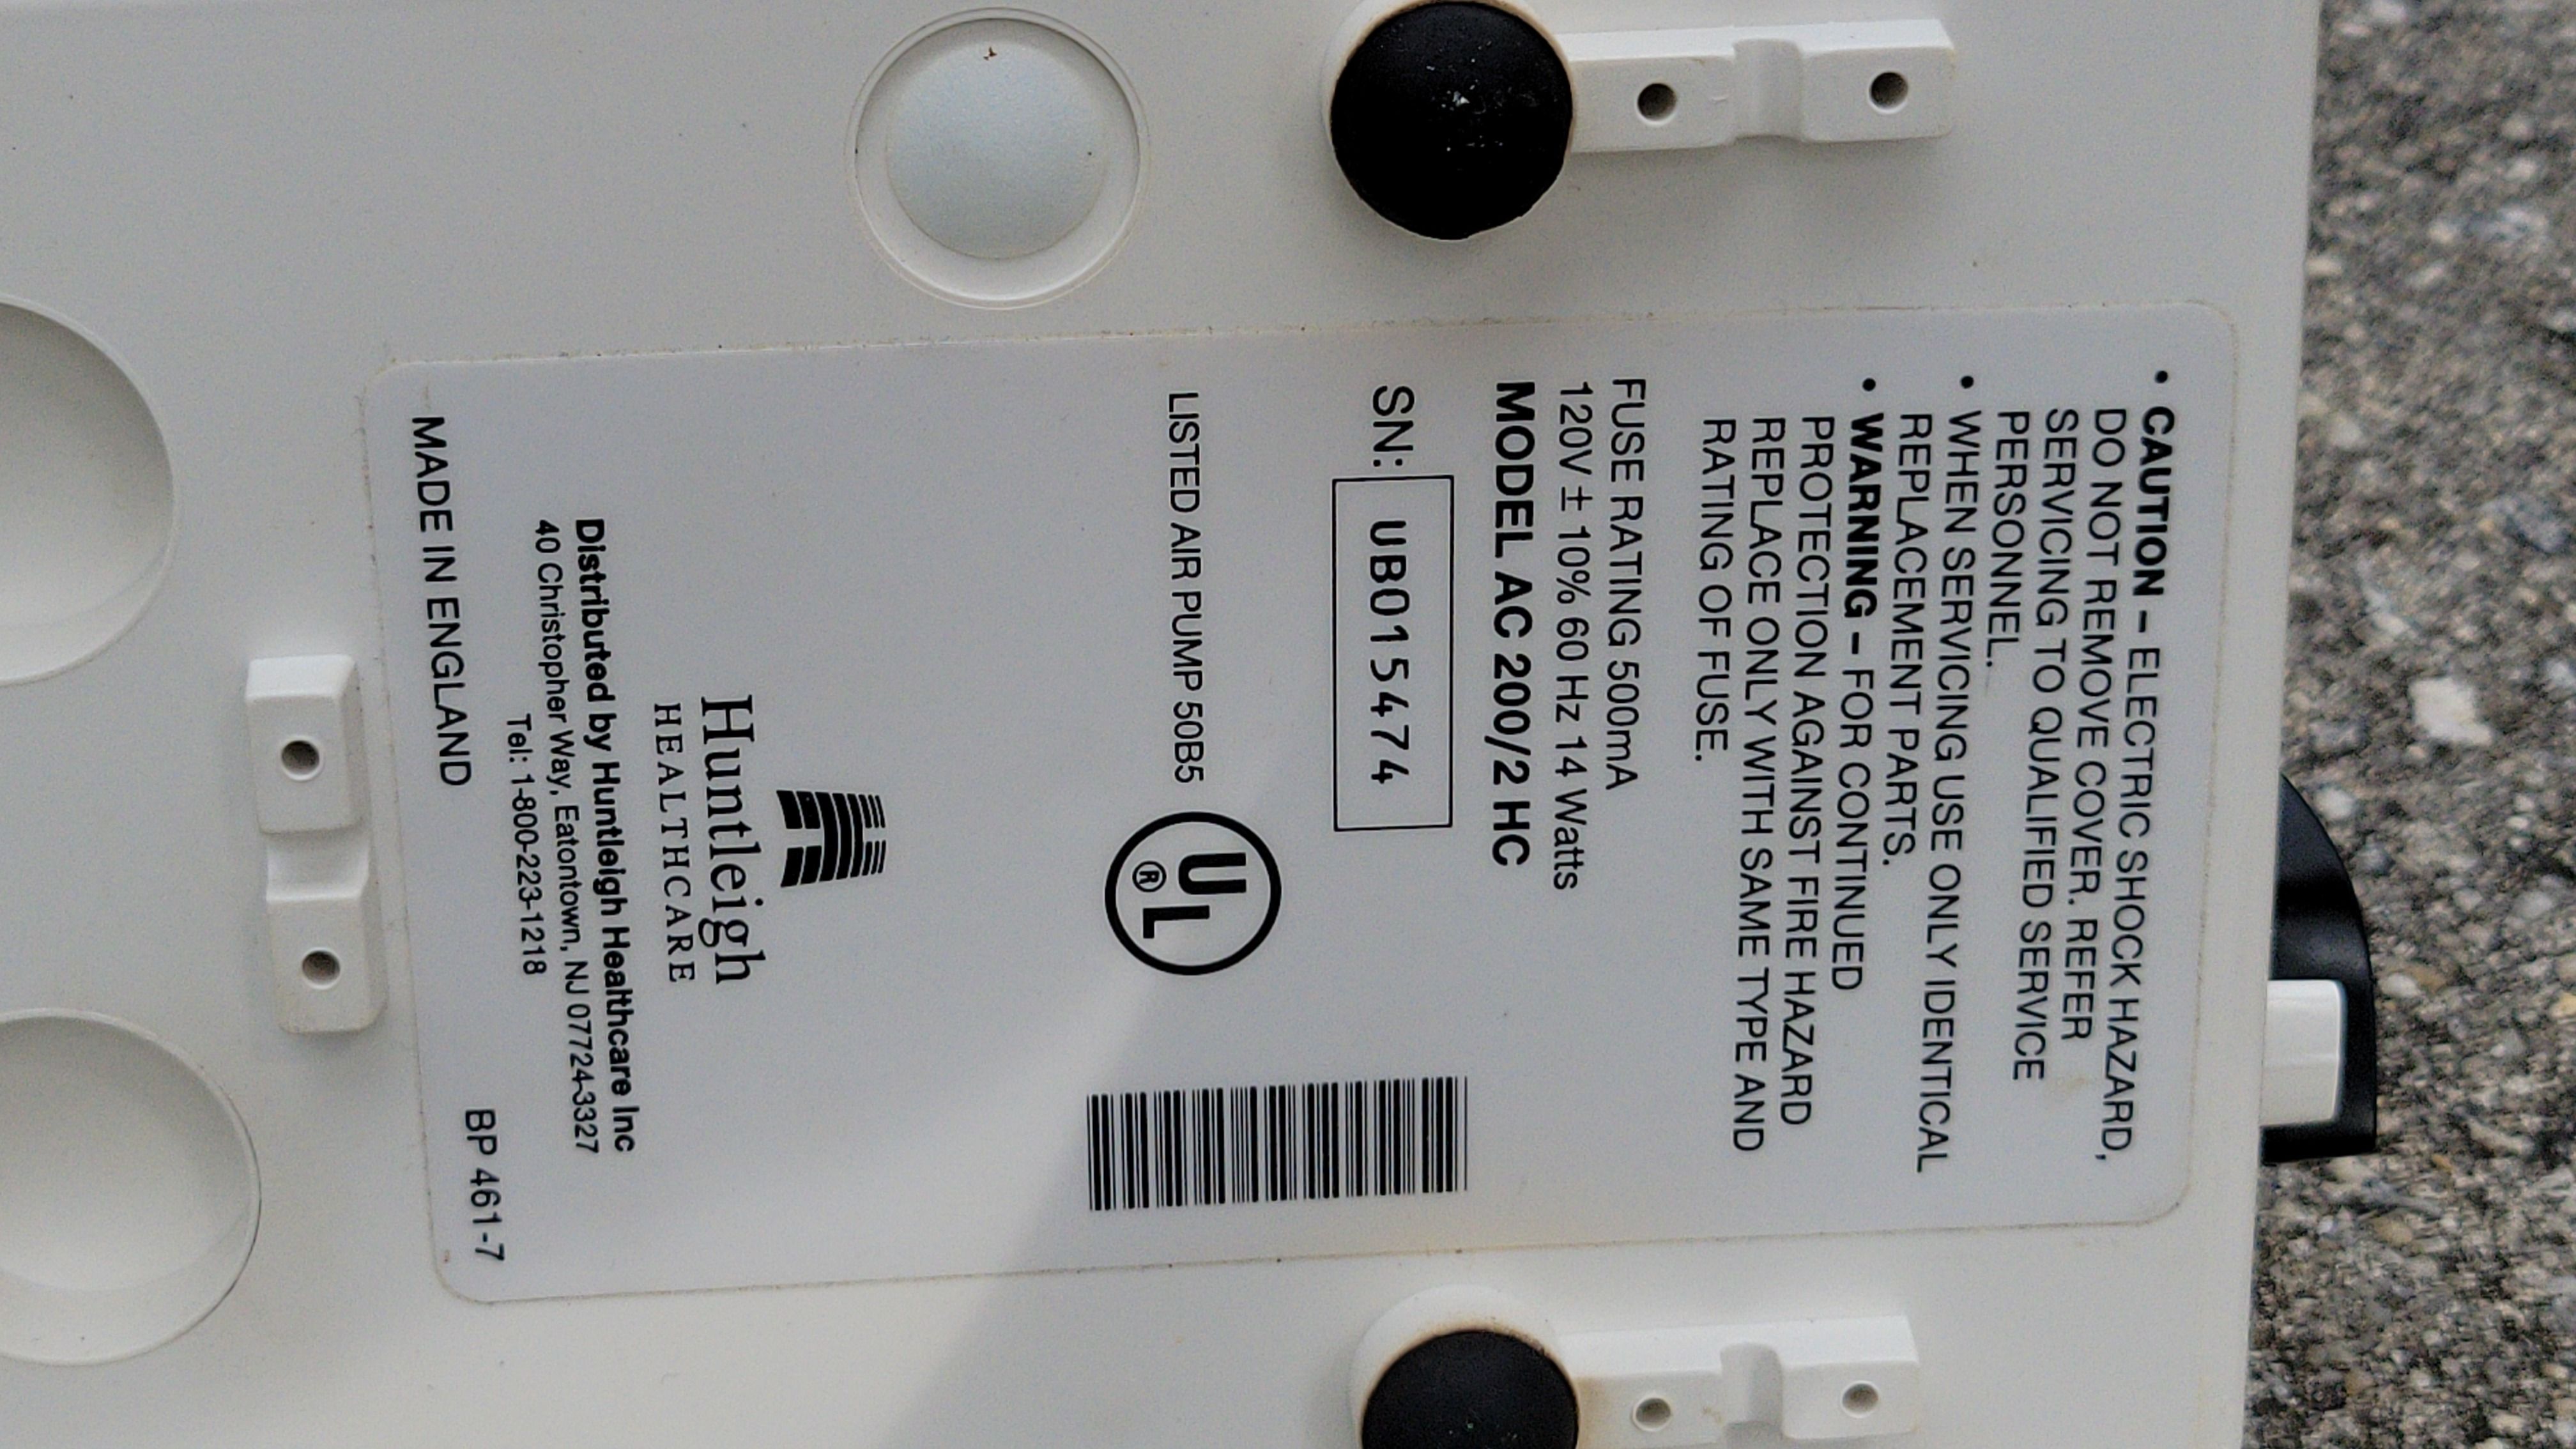 • CAUTION – ELECTRIC SHOCK HAZARD,
DO NOT REMOVE COVER. REFER
SERVICING TO QUALIFIED SERVICE
PERSONNEL.
• WHEN SERVICING USE ONLY IDENTICAL
REPLACEMENT PARTS.
• WARNING – FOR CONTINUED
PROTECTION AGAINST FIRE HAZARD
REPLACE ONLY WITH SAME TYPE AND
RATING OF FUSE.
FUSE RATING 500mA
120V ± 10% 60 Hz 14 Watts
MODEL AC 200/2 HC
SN: UB015474
LISTED AIR PUMP 50B5 UL ®
Huntleigh
HEALTHCARE
Distributed by Huntleigh Healthcare Inc
40 Christopher Way, Eatontown, NJ 07724-3327
Tel: 1-800-223-1218
MADE IN ENGLAND BP 461-7